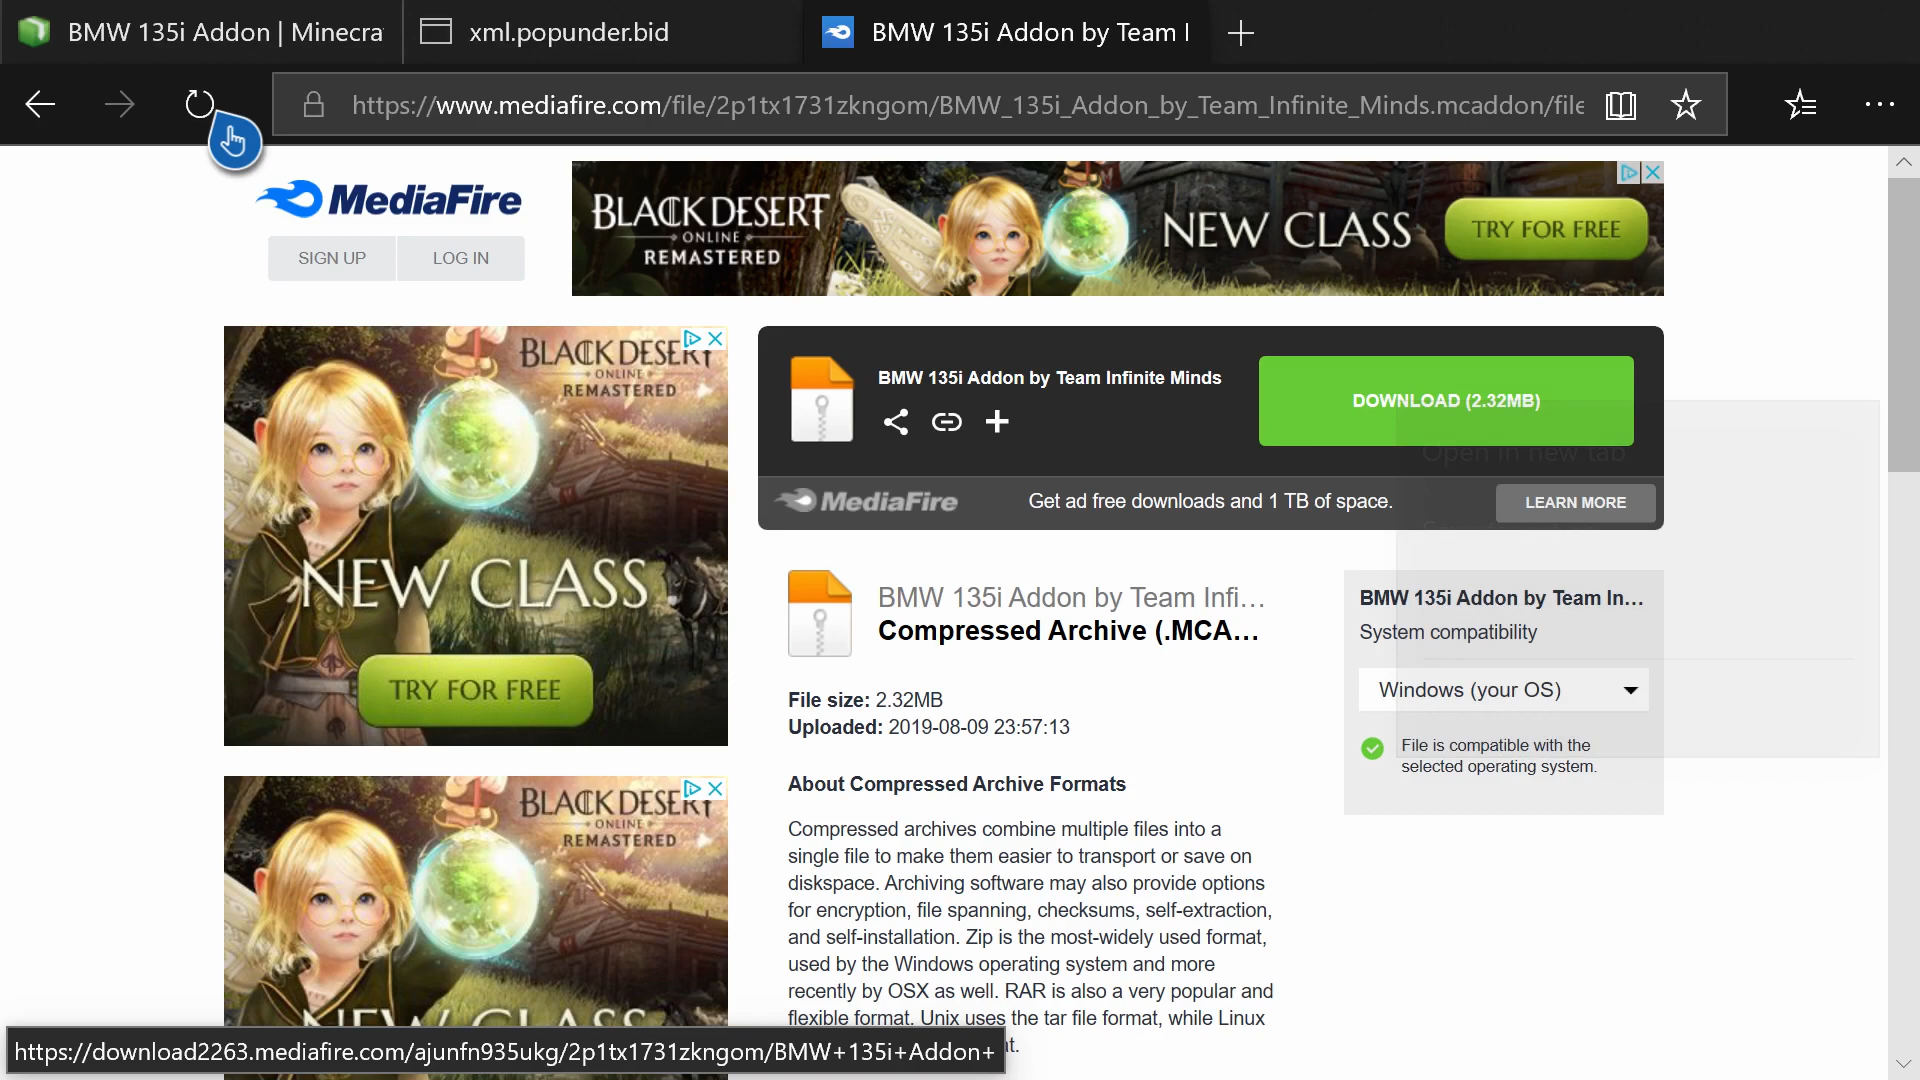 BMW 135i Addon | Minecra
xml.popunder.bid
BMW 135i Addon by Team I
https://www.mediafire.com/file/2p1tx1731zkngom/BMW_135i_Addon_by_Team_Infinite_Minds.mcaddon/file
MediaFire
SIGN UP
LOG IN
BLACK DESERT
ONLINE
REMASTERED
NEW CLASS
TRY FOR FREE
BLACK DESERT
ONLINE
REMASTERED
NEW CLASS
TRY FOR FREE
BMW 135i Addon by Team Infinite Minds
DOWNLOAD (2.32MB)
Open in new tab
MediaFire
Get ad free downloads and 1 TB of space.
LEARN MORE
BMW 135i Addon by Team Infi...
Compressed Archive (.MCA...
File size: 2.32MB
Uploaded: 2019-08-09 23:57:13
BMW 135i Addon by Team In...
System compatibility
Windows (your OS)
File is compatible with the
selected operating system.
About Compressed Archive Formats
Compressed archives combine multiple files into a
single file to make them easier to transport or save on
diskspace. Archiving software may also provide options
for encryption, file spanning, checksums, self-extraction,
and self-installation. Zip is the most-widely used format,
used by the Windows operating system and more
recently by OSX as well. RAR is also a very popular and
flexible format. Unix uses the tar file format, while Linux
at.
BLACK DESERT
ONLINE
REMASTERED
NEW CLASS
https://download2263.mediafire.com/ajunfn935ukg/2p1tx1731zkngom/BMW+135i+Addon+